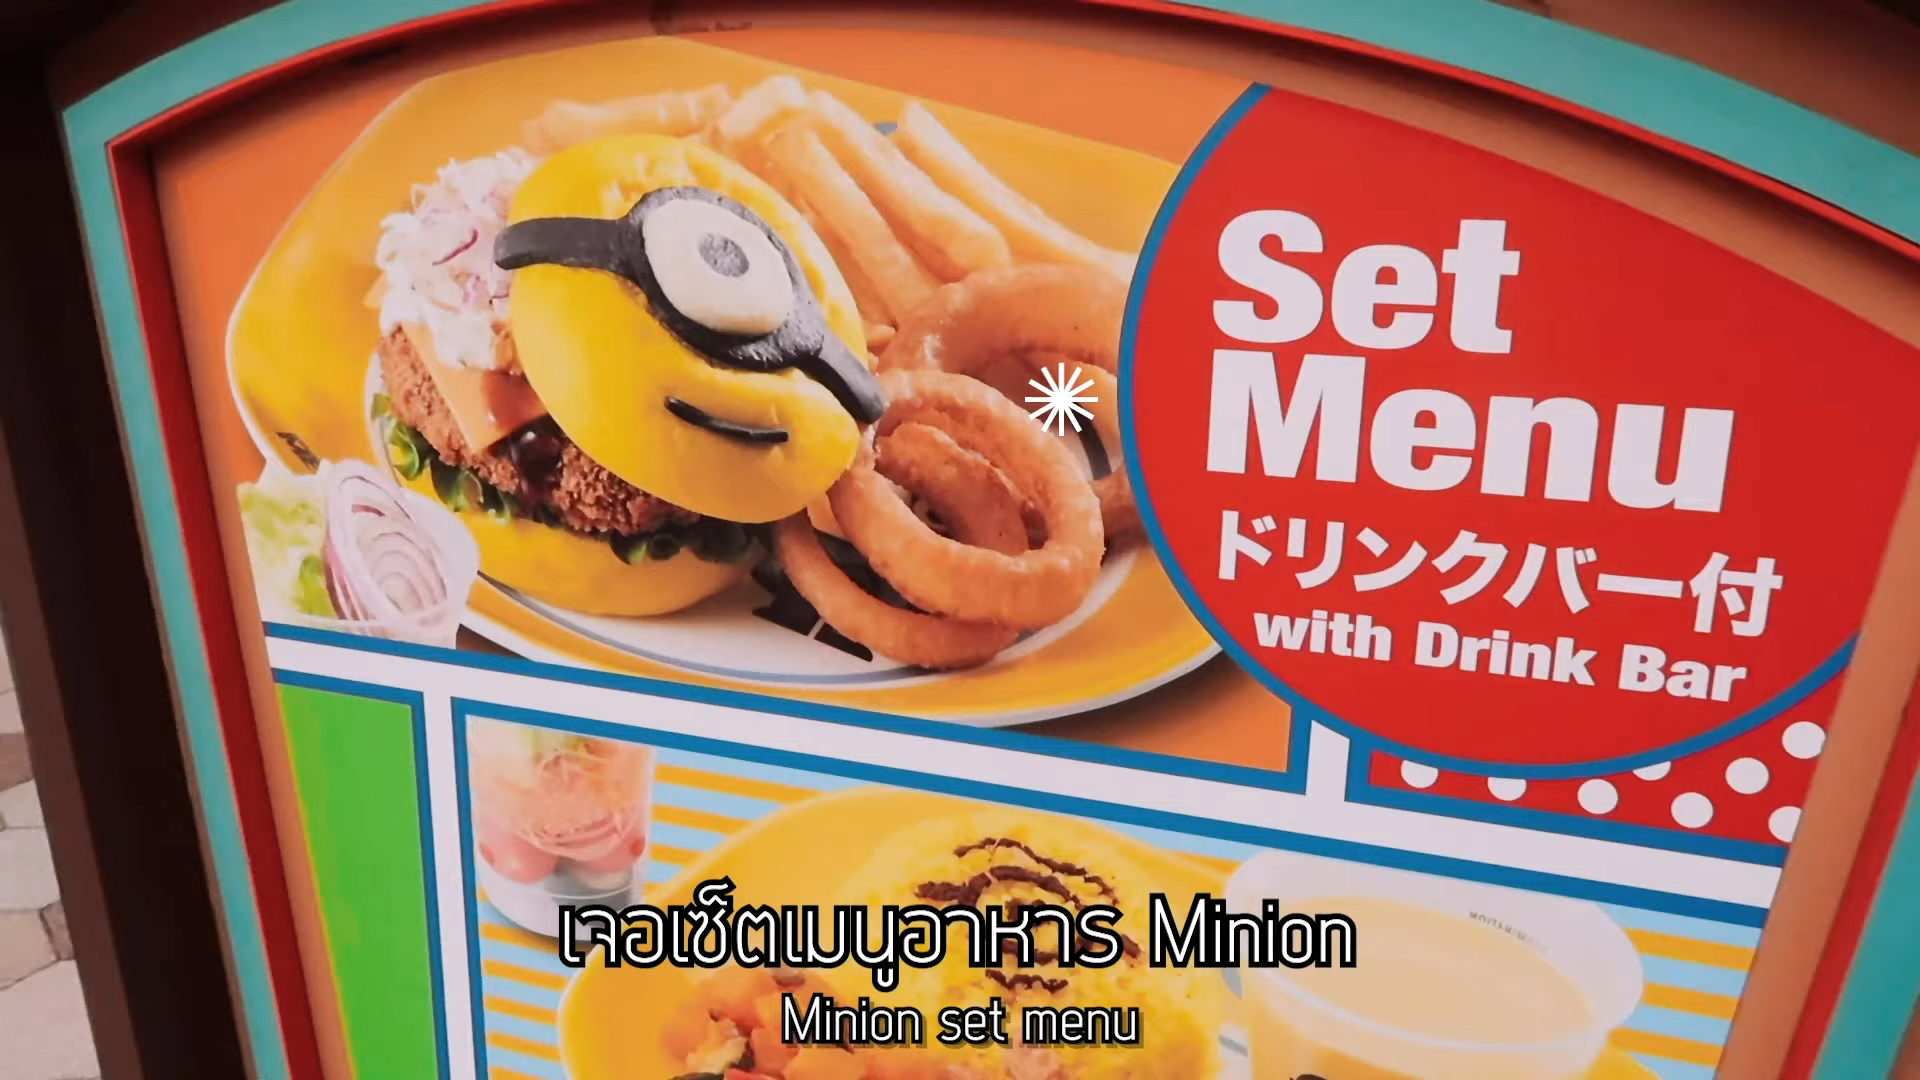 Set
Menu
ドリンクバー付
with Drink Bar
เจอเซ็ตเมนูอาหาร Minion
Minion set menu